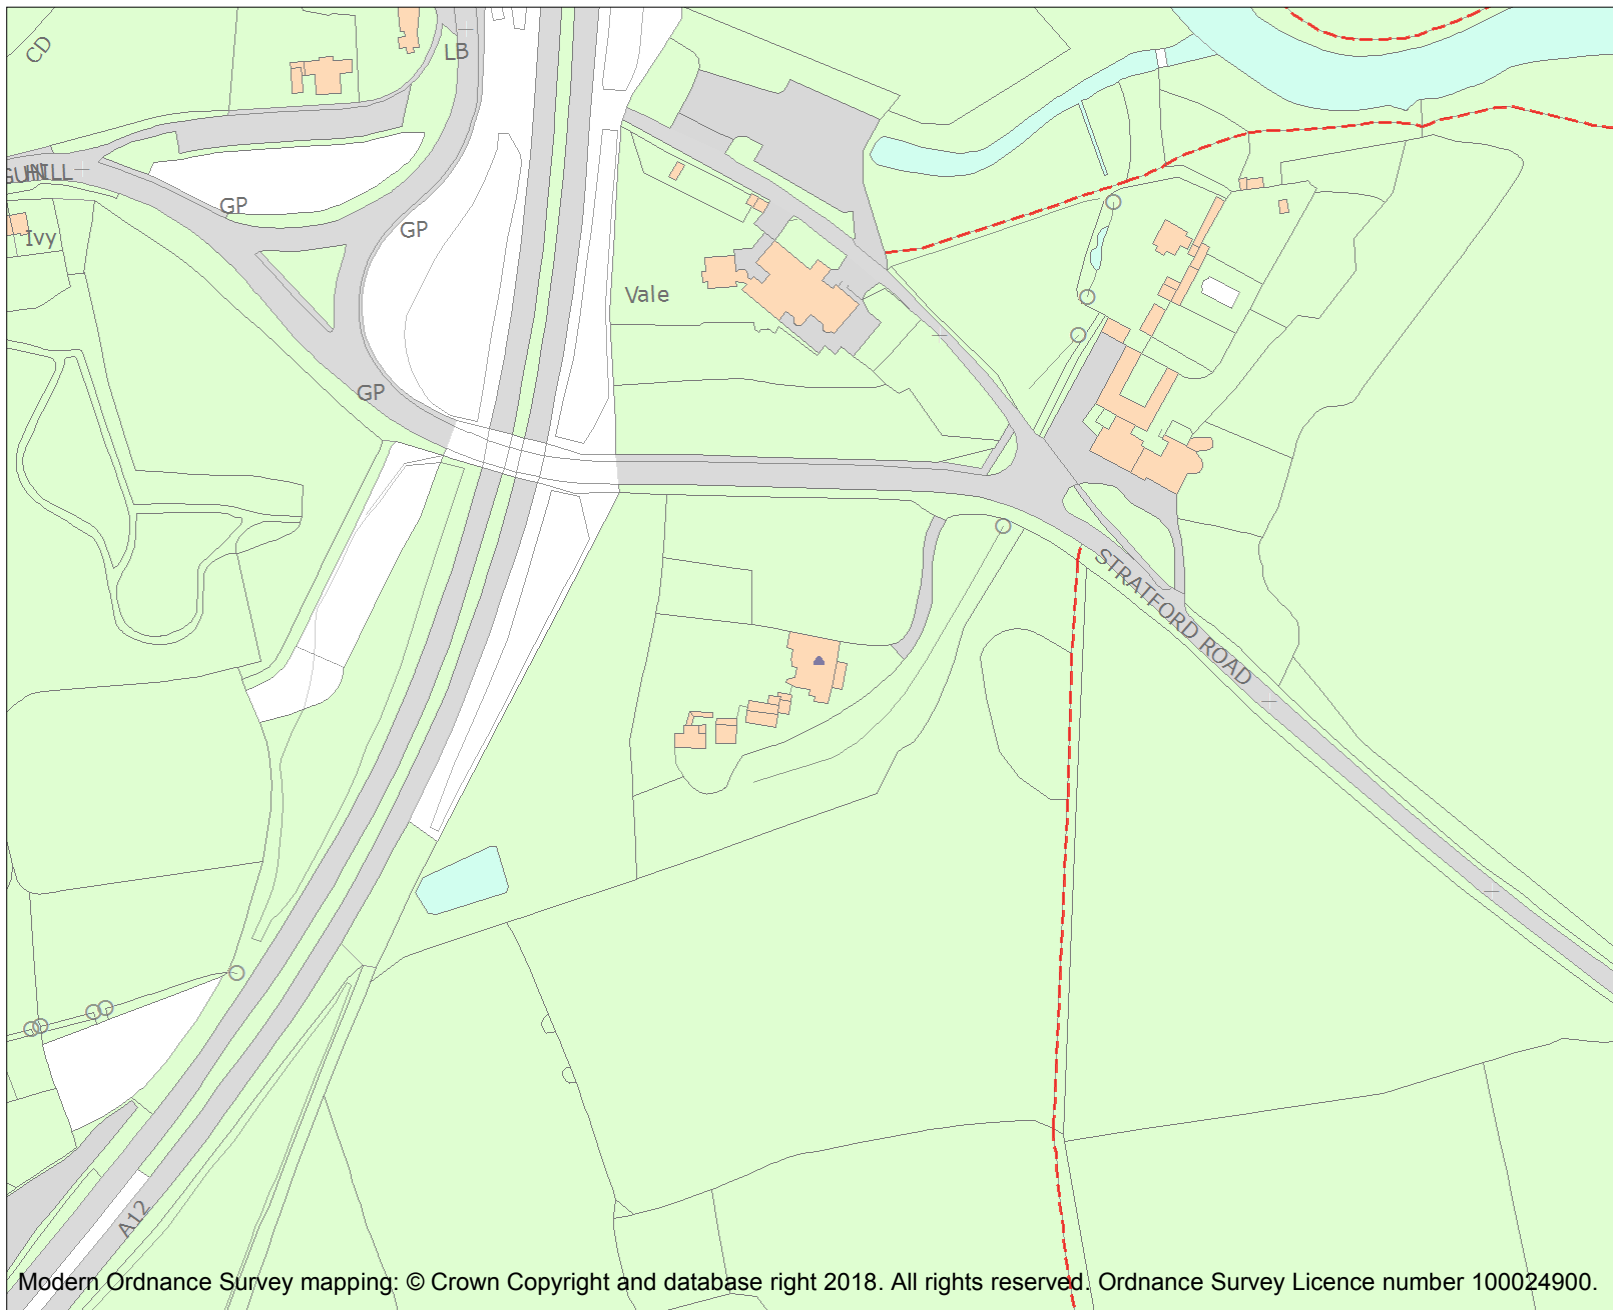 CD
LB
HILL
GP
GP
Ivy
Vale
GP
STRATFORD ROAD
A12
Modern Ordnance Survey mapping: © Crown Copyright and database right 2018. All rights reserved. Ordnance Survey Licence number 100024900.